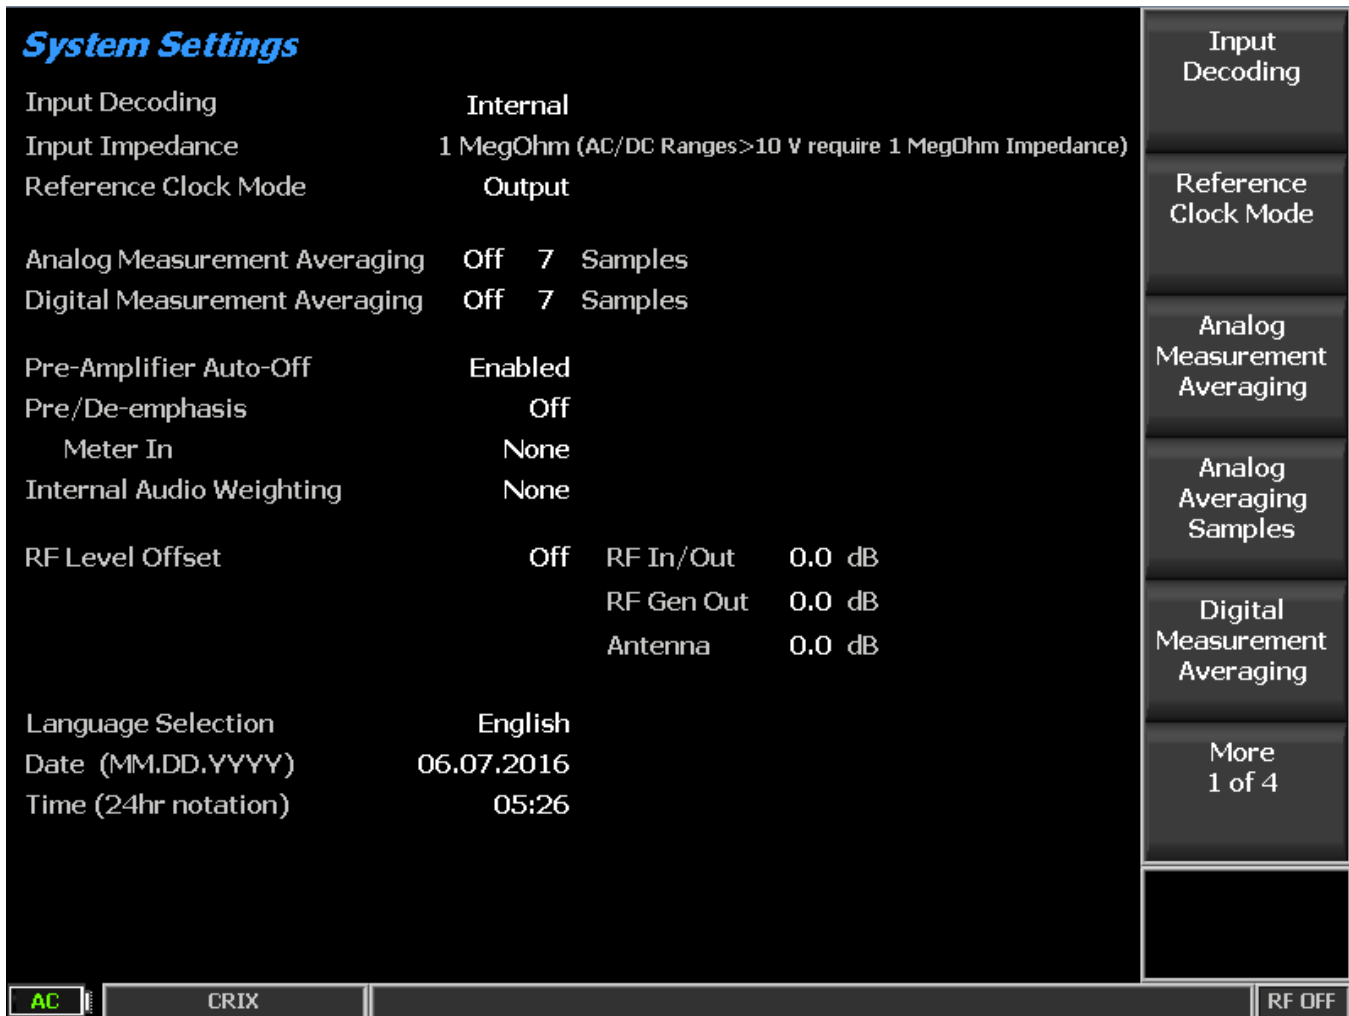 System Settings
Input Decoding Internal
Input Impedance 1 MegOhm (AC/DC Ranges>10 V require 1 MegOhm Impedance)
Reference Clock Mode Output
Analog Measurement Averaging Off 7 Samples
Digital Measurement Averaging Off 7 Samples
Pre-Amplifier Auto-Off Enabled
Pre/De-emphasis Off
Meter In None
Internal Audio Weighting None
RF Level Offset Off RF In/Out 0.0 dB
RF Gen Out 0.0 dB
Antenna 0.0 dB
Language Selection English
Date (MM.DD.YYYY) 06.07.2016
Time (24hr notation) 05:26
Input
Decoding
Reference
Clock Mode
Analog
Measurement
Averaging
Analog
Averaging
Samples
Digital
Measurement
Averaging
More
1 of 4
AC CRIX RF OFF